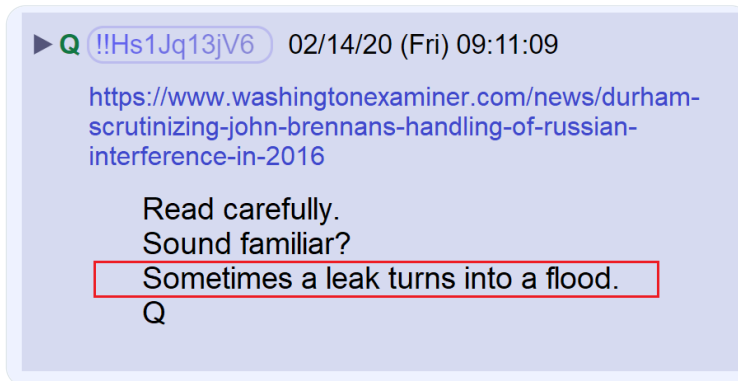 ▶ Q !!Hs1Jq13jV6 02/14/20 (Fri) 09:11:09
https://www.washingtonexaminer.com/news/durham-
scrutinizing-john-brennans-handling-of-russian-
interference-in-2016
Read carefully.
Sound familiar?
Sometimes a leak turns into a flood.
Q